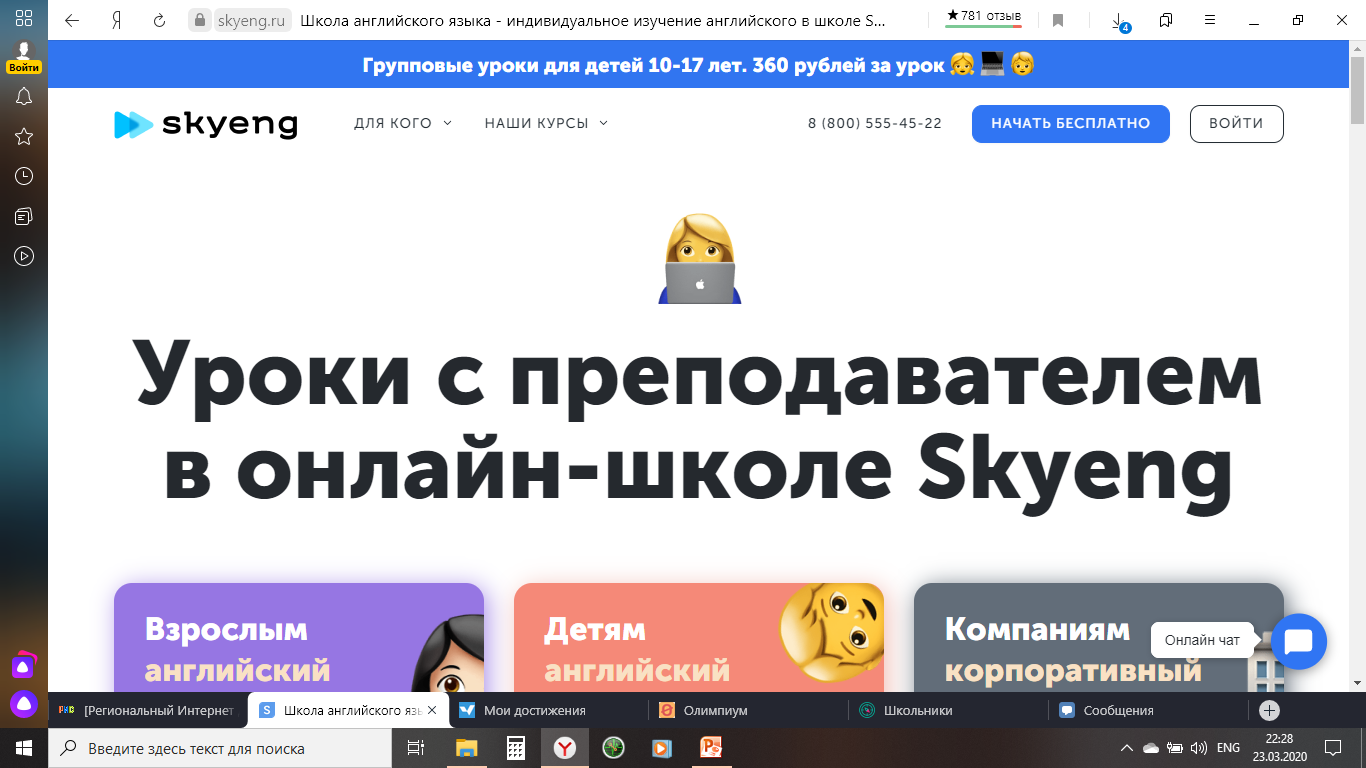 skyeng.ru
Школа английского языка - индивидуальное изучение английского в школе S...
★781 отзыв
4
Войти
Групповые уроки для детей 10-17 лет. 360 рублей за урок
skyeng
ДЛЯ КОГО
НАШИ КУРСЫ
8 (800) 555-45-22
НАЧАТЬ БЕСПЛАТНО
ВОЙТИ
Уроки с преподавателем
в онлайн-школе Skyeng
Взрослым
английский
Детям
английский
Компаниям
корпоративный
Онлайн чат
[Региональный Интернет
Школа английского язы
Мои достижения
Олимпиум
Школьники
Сообщения
Введите здесь текст для поиска
ENG
22:28
23.03.2020